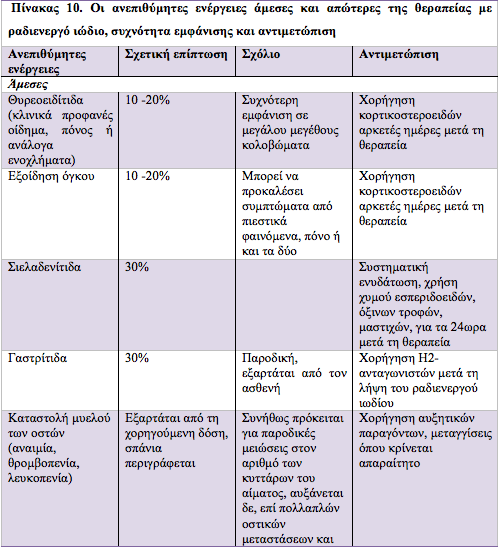 Πίνακας 10. Οι ανεπιθύμητες ενέργειες άμεσες και απώτερες της θεραπείας με
ραδιενεργό ιώδιο, συχνότητα εμφάνισης και αντιμετώπιση
Ανεπιθύμητες
ενέργειες
Σχετική επίπτωση
Σχόλιο
Αντιμετώπιση
Άμεσες
Θυρεοειδίτιδα
(κλινικά προφανές
οίδημα, πόνος ή
ανάλογα
ενοχλήματα)
10 -20%
Συχνότερη
εμφάνιση σε
μεγάλου μεγέθους
κολοβώματα
Χορήγηση
κορτικοστεροειδών
αρκετές ημέρες μετά τη
θεραπεία
Εξοίδηση όγκου
10 -20%
Μπορεί να
προκαλέσει
συμπτώματα από
πιεστικά
φαινόμενα, πόνο ή
και τα δύο
Χορήγηση
κορτικοστεροειδών
αρκετές ημέρες μετά τη
θεραπεία
Σιελαδενίτιδα
30%
Συστηματική
ενυδάτωση, χρήση
χυμού εσπεριδοειδών,
όξινων τροφών,
μαστιχών, για τα 24ωρα
μετά τη θεραπεία
Γαστρίτιδα
30%
Παροδική,
εξαρτάται από τον
ασθενή
Χορήγηση Η2-
ανταγωνιστών μετά τη
λήψη του ραδιενεργού
ιωδίου
Καταστολή μυελού
των οστών
(αναιμία,
θρομβοπενία,
λευκοπενία)
Εξαρτάται από τη
χορηγούμενη δόση,
σπάνια
περιγράφεται
Συνήθως πρόκειται
για παροδικές
μειώσεις στον
αριθμό των
κυττάρων του
αίματος, αυξάνεται
δε, επί πολλαπλών
οστικών
μεταστάσεων και
Χορήγηση αυξητικών
παραγόντων, μεταγγίσεις
όπου κρίνεται
απαραίτητο